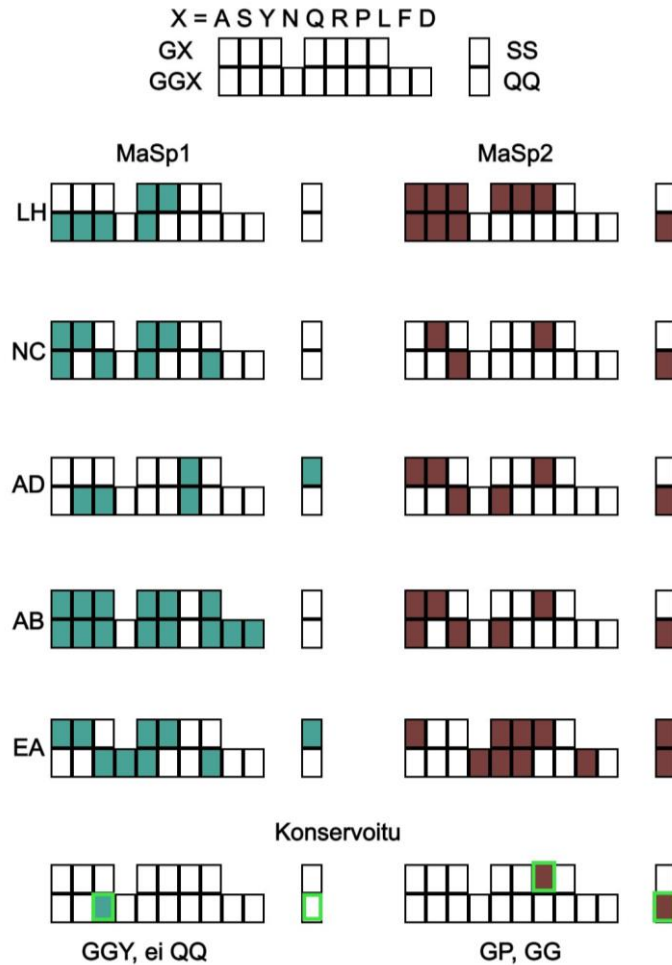 X = A S Y N Q R P L F D
GX SS
GGX QQ
MaSp1 MaSp2
LH
NC
AD
AB
EA
Konservoitu
GGY, ei QQ GP, GG